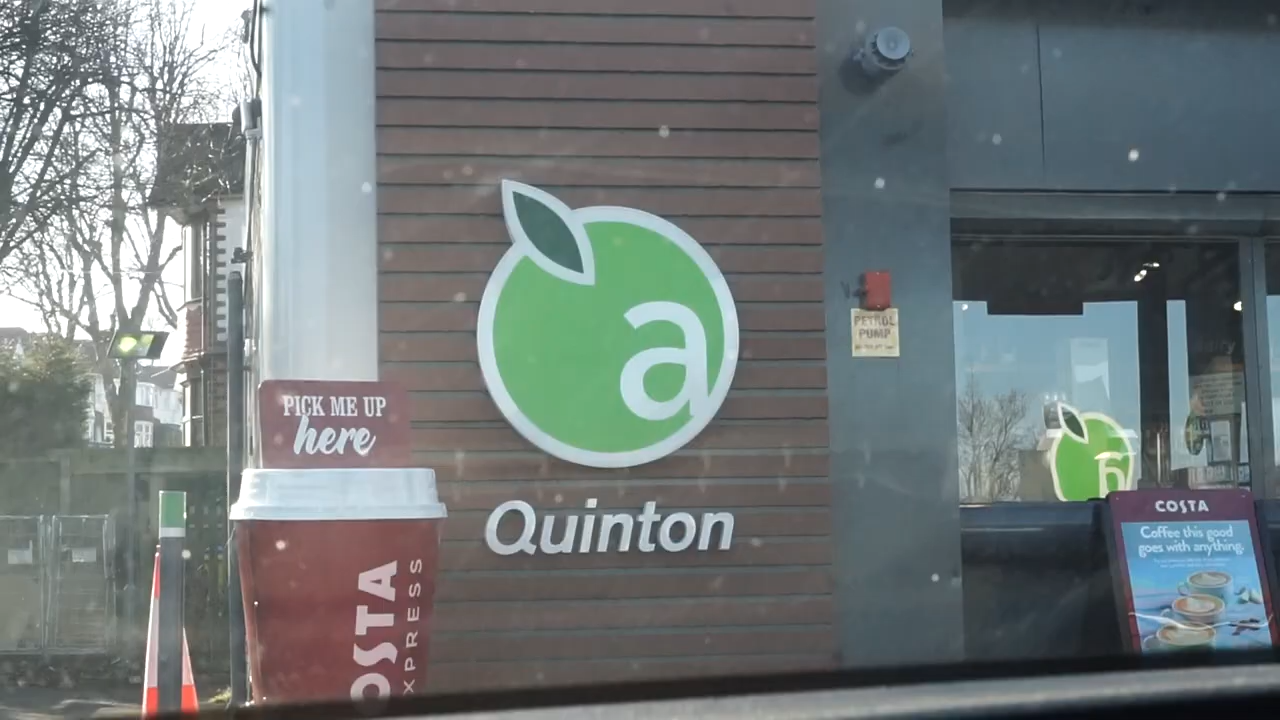 PICK ME UP
here
COSTA
EXPRESS
a
Quinton
PETROL
PUMP
COSTA
Coffee this good
goes with anything.